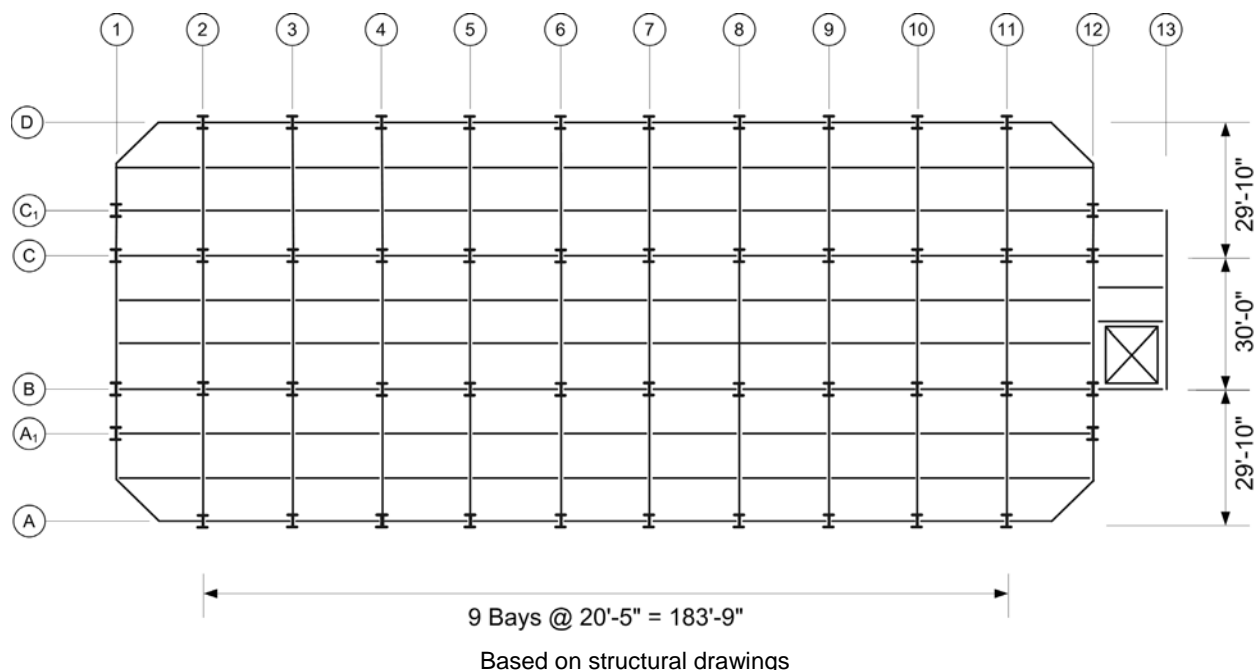 1 2 3 4 5 6 7 8 9 10 11 12 13
D
C1
C
B
A1
A
29'-10"
30'-0"
29'-10"
9 Bays @ 20'-5" = 183'-9"
Based on structural drawings